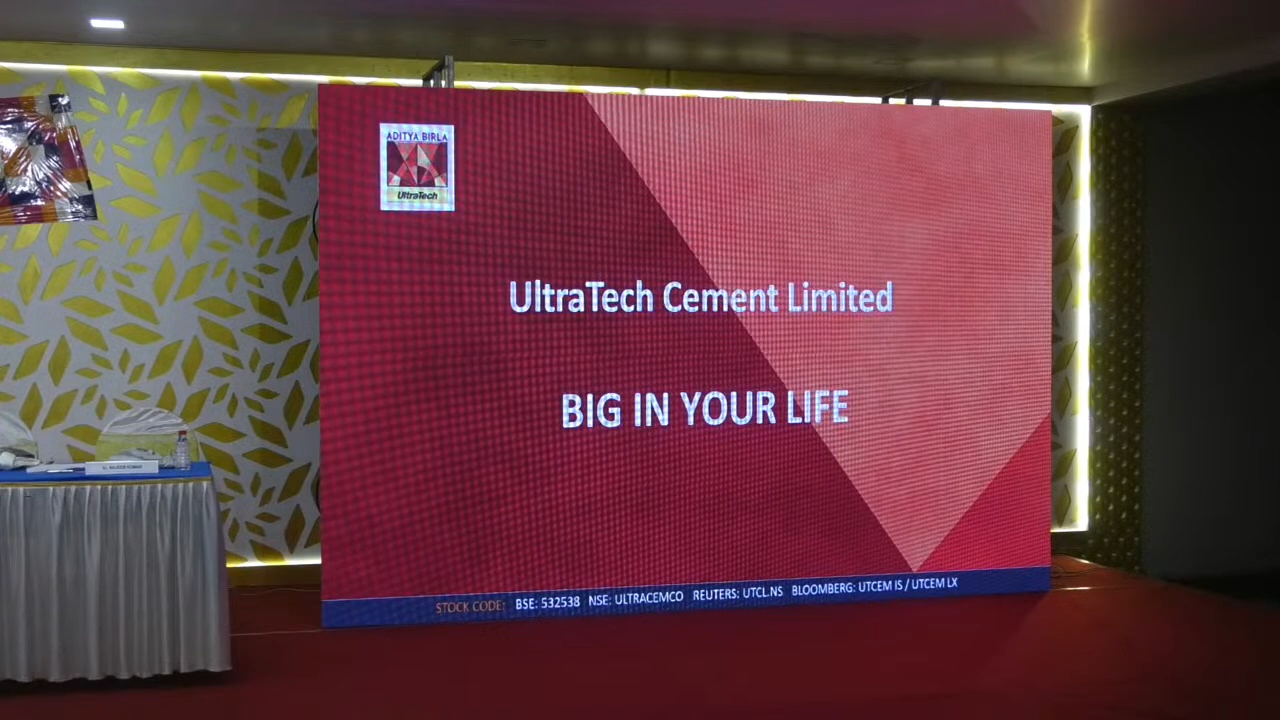 ADITYA BIRLA
UltraTech
UltraTech Cement Limited
BIG IN YOUR LIFE
STOCK CODE: BSE: 532538 NSE: ULTRACEMCO REUTERS: UTCL.NS BLOOMBERG: UTCEM IS / UTCEM LX